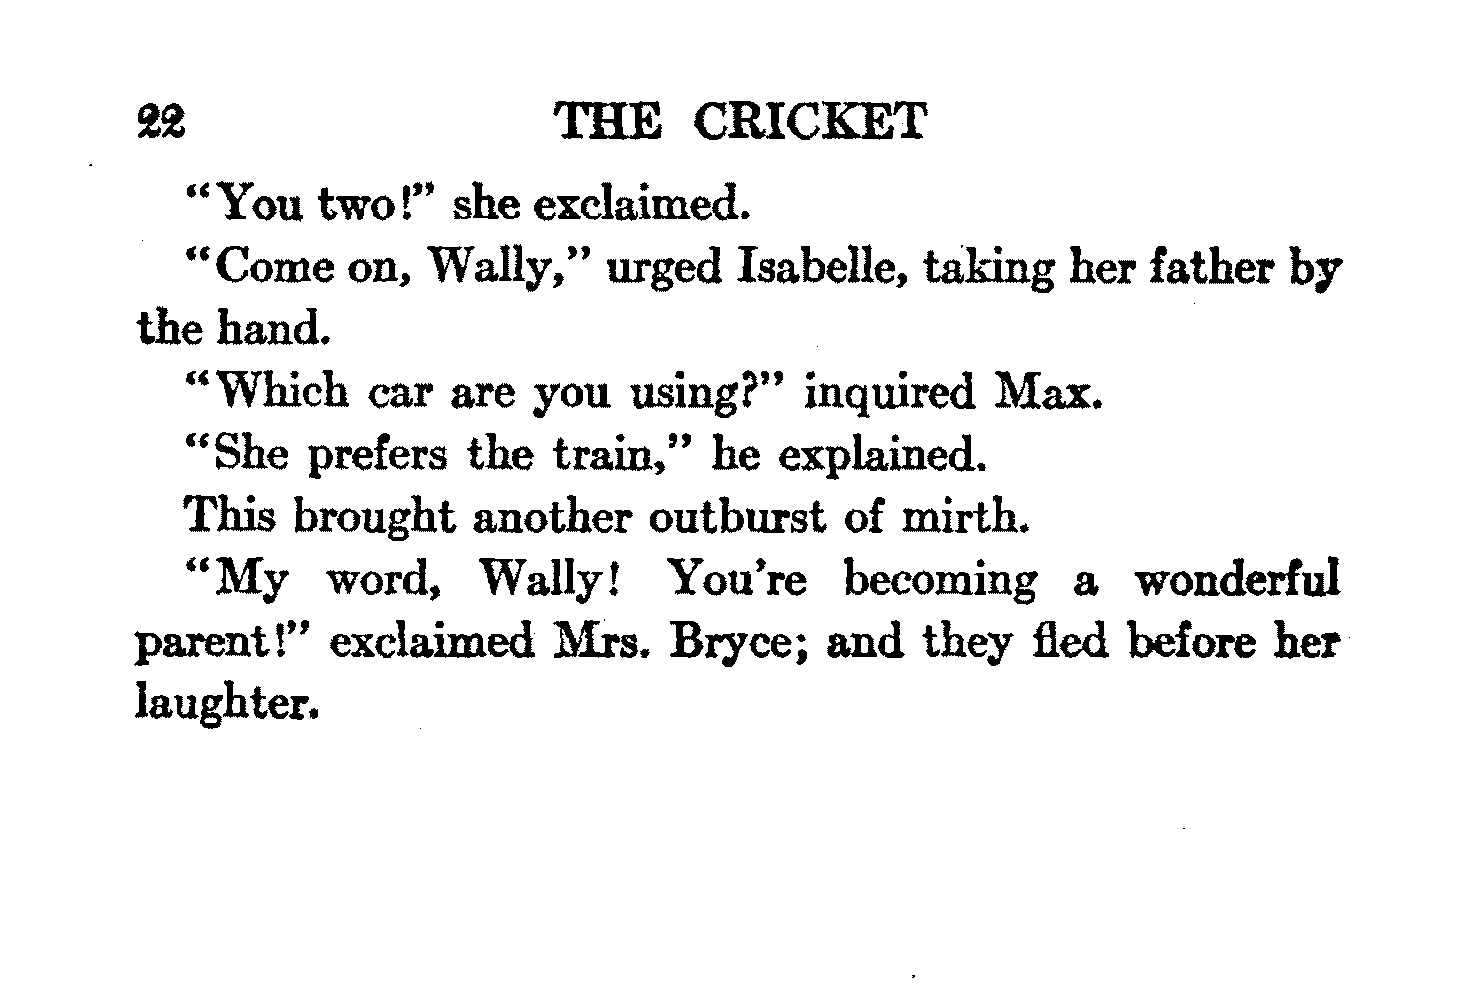 22 THE CRICKET
"You two!" she exclaimed.
"Come on, Wally," urged Isabelle, taking her father by
the hand.
"Which car are you using?" inquired Max.
"She prefers the train," he explained.
This brought another outburst of mirth.
"My word, Wally! You're becoming a wonderful
parent!" exclaimed Mrs. Bryce; and they fled before her
laughter.